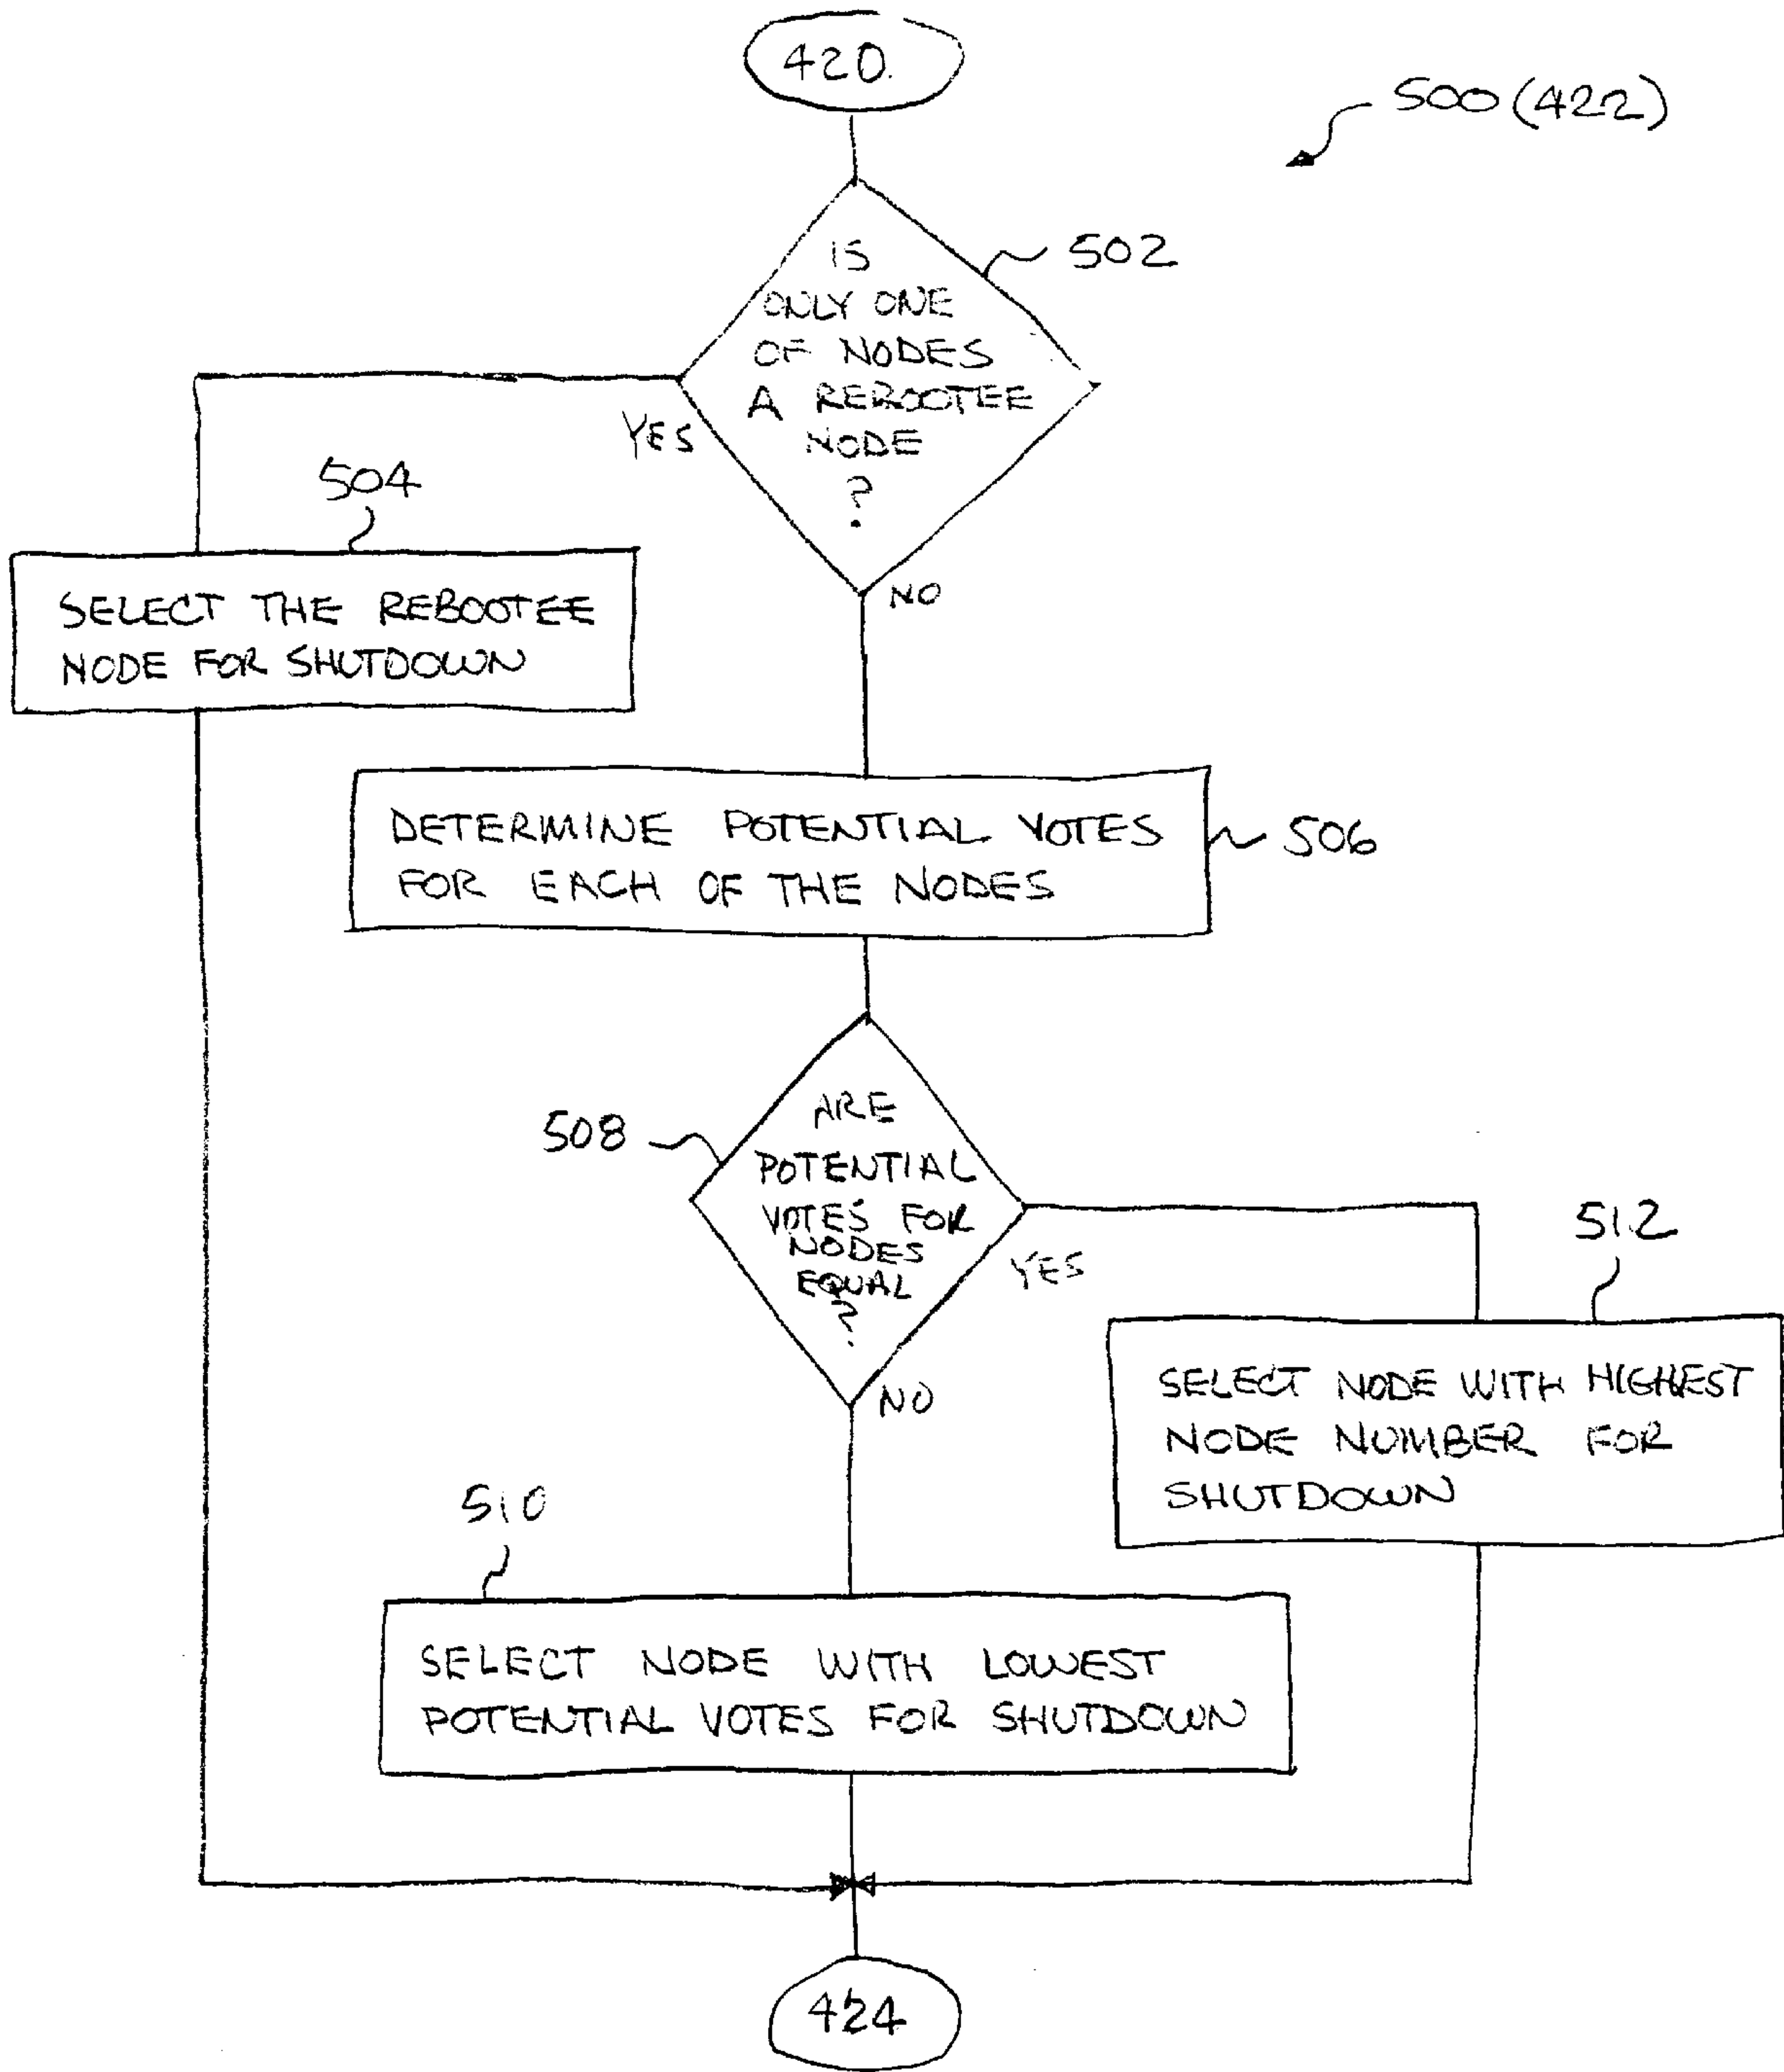 420.
500 (422)
502
IS
ONLY ONE
OF NODES
A REBOOTEE
NODE
?
YES
NO
504
SELECT THE REBOOTEE
NODE FOR SHUTDOWN
DETERMINE POTENTIAL VOTES
FOR EACH OF THE NODES
506
508
ARE
POTENTIAL
VOTES FOR
NODES
EQUAL
?
YES
NO
512
SELECT NODE WITH HIGHEST
NODE NUMBER FOR
SHUTDOWN
510
SELECT NODE WITH LOWEST
POTENTIAL VOTES FOR SHUTDOWN
424